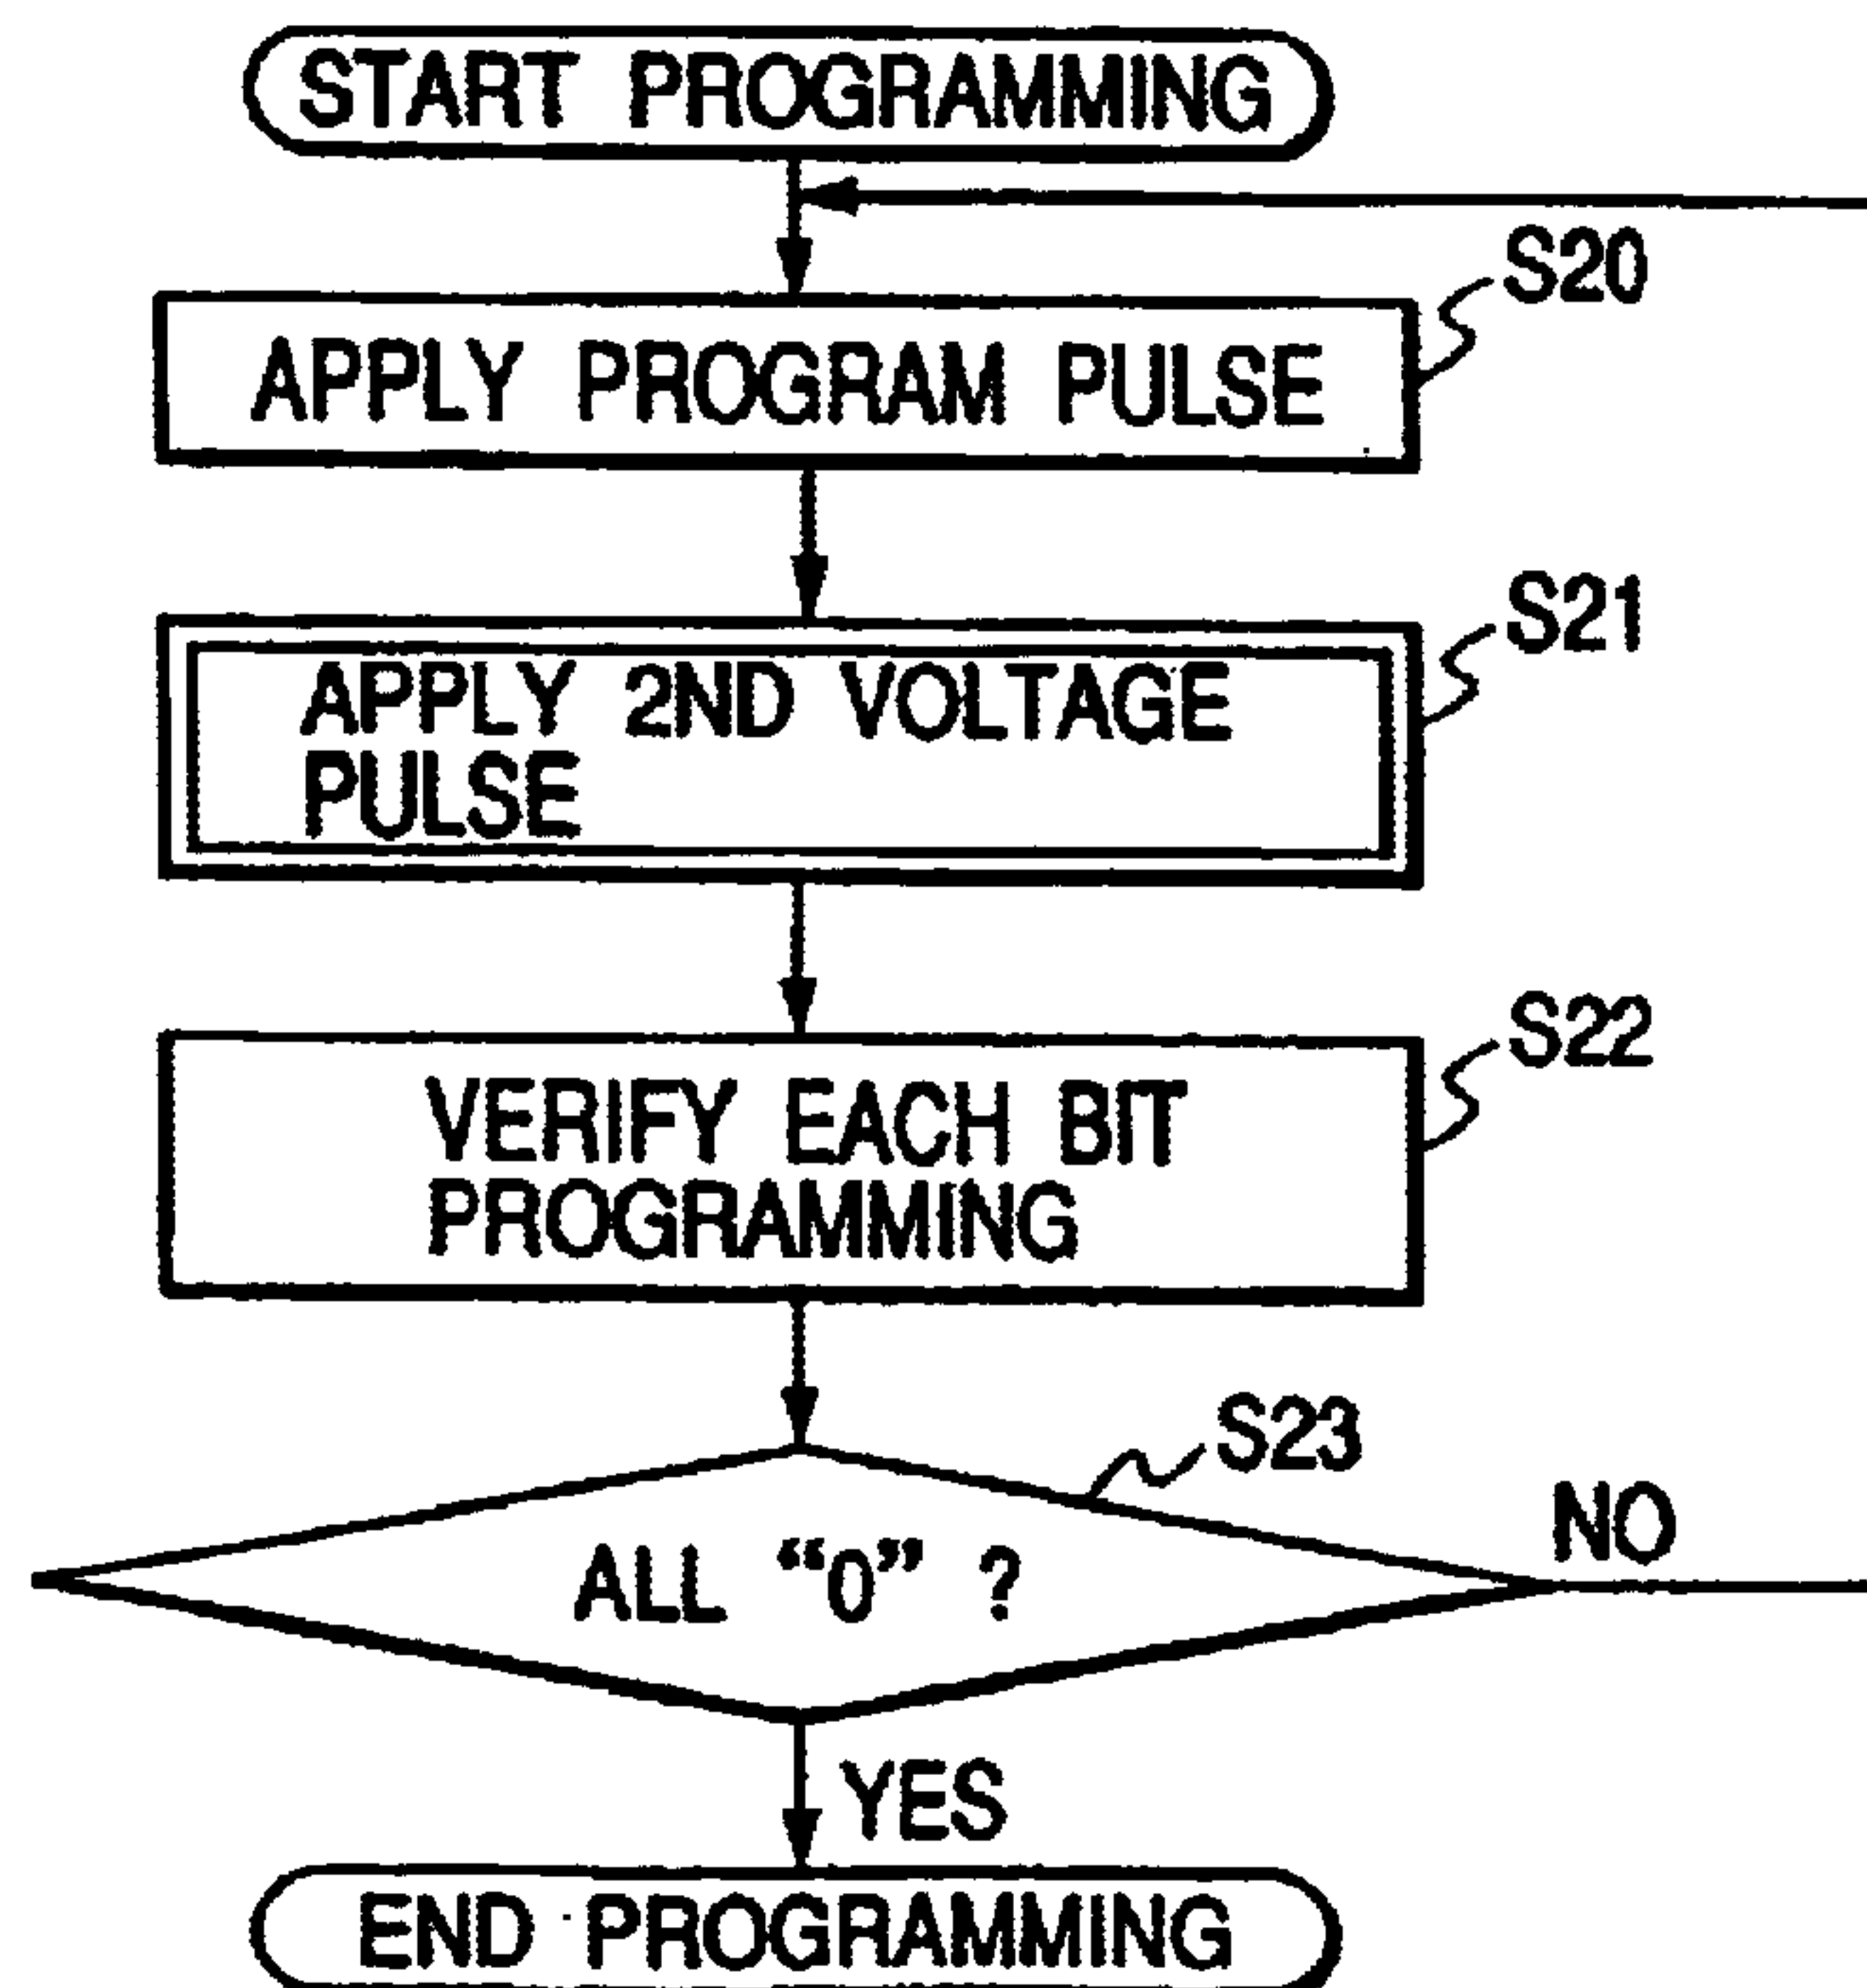 START PROGRAMMING
S20
APPLY PROGRAM PULSE
S21
APPLY 2ND VOLTAGE
PULSE
S22
VERIFY EACH BIT
PROGRAMMING
S23
NO
ALL “0” ?
YES
END PROGRAMMING